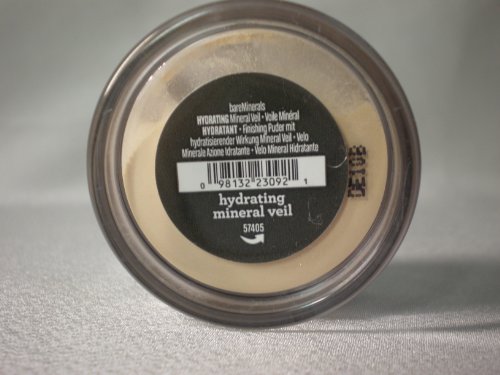 bareMinerals
HYDRATING Mineral Veil • Voile Minéral
HYDRATANT • Finishing Puder mit
hydratisierender Wirkung Mineral Veil • Velo
Minerale Azione Idratante • Velo Mineral Hidratante
0 98132 23092 1
hydrating
mineral veil
57405
DE10B